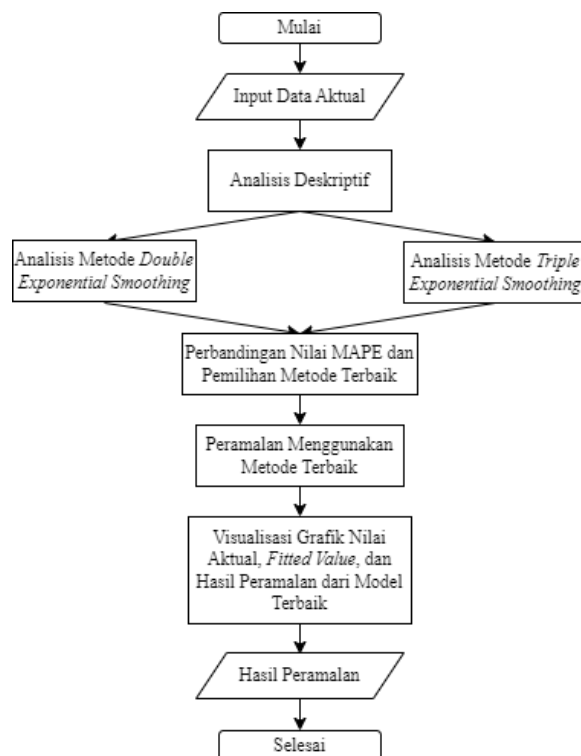 Mulai
Input Data Aktual
Analisis Deskriptif
Analisis Metode Double
Exponential Smoothing
Analisis Metode Triple
Exponential Smoothing
Perbandingan Nilai MAPE dan
Pemilihan Metode Terbaik
Peramalan Menggunakan
Metode Terbaik
Visualisasi Grafik Nilai
Aktual, Fitted Value, dan
Hasil Peramalan dari Model
Terbaik
Hasil Peramalan
Selesai